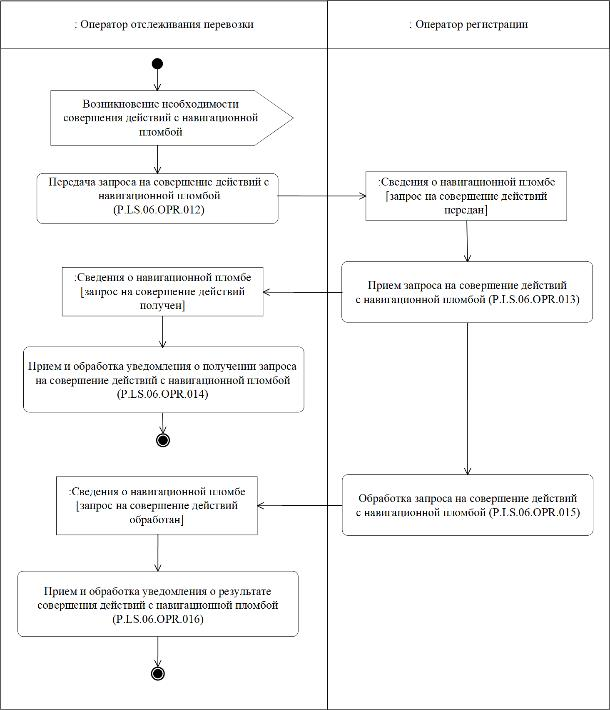 : Оператор отслеживания перевозки
: Оператор регистрации
Возникновение необходимости
совершения действий с навигационной
пломбой
Передача запроса на совершение действий с
навигационной пломбой
(P.LS.06.OPR.012)
:Сведения о навигационной пломбе
[запрос на совершение действий
передан]
Прием запроса на совершение действий
с навигационной пломбой (P.LS.06.OPR.013)
:Сведения о навигационной пломбе
[запрос на совершение действий
получен]
Прием и обработка уведомления о получении запроса
на совершение действий с навигационной пломбой
(P.LS.06.OPR.014)
Обработка запроса на совершение действий
с навигационной пломбой (P.LS.06.OPR.015)
:Сведения о навигационной пломбе
[запрос на совершение действий
обработан]
Прием и обработка уведомления о результате
совершения действий с навигационной пломбой
(P.LS.06.OPR.016)